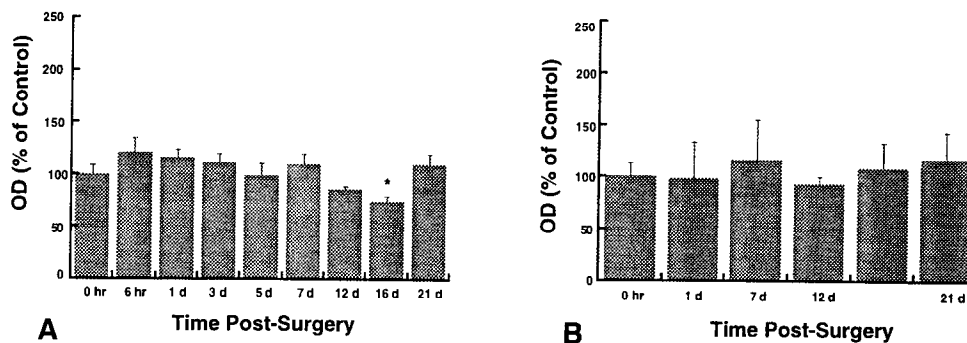 250
200
150
100
50
0
OD (% of Control)
*
0 hr 6 hr 1 d 3 d 5 d 7 d 12 d 16 d 21 d
Time Post-Surgery
A
250
200
150
100
50
0
OD (% of Control)
0 hr 1 d 7 d 12 d 21 d
Time Post-Surgery
B